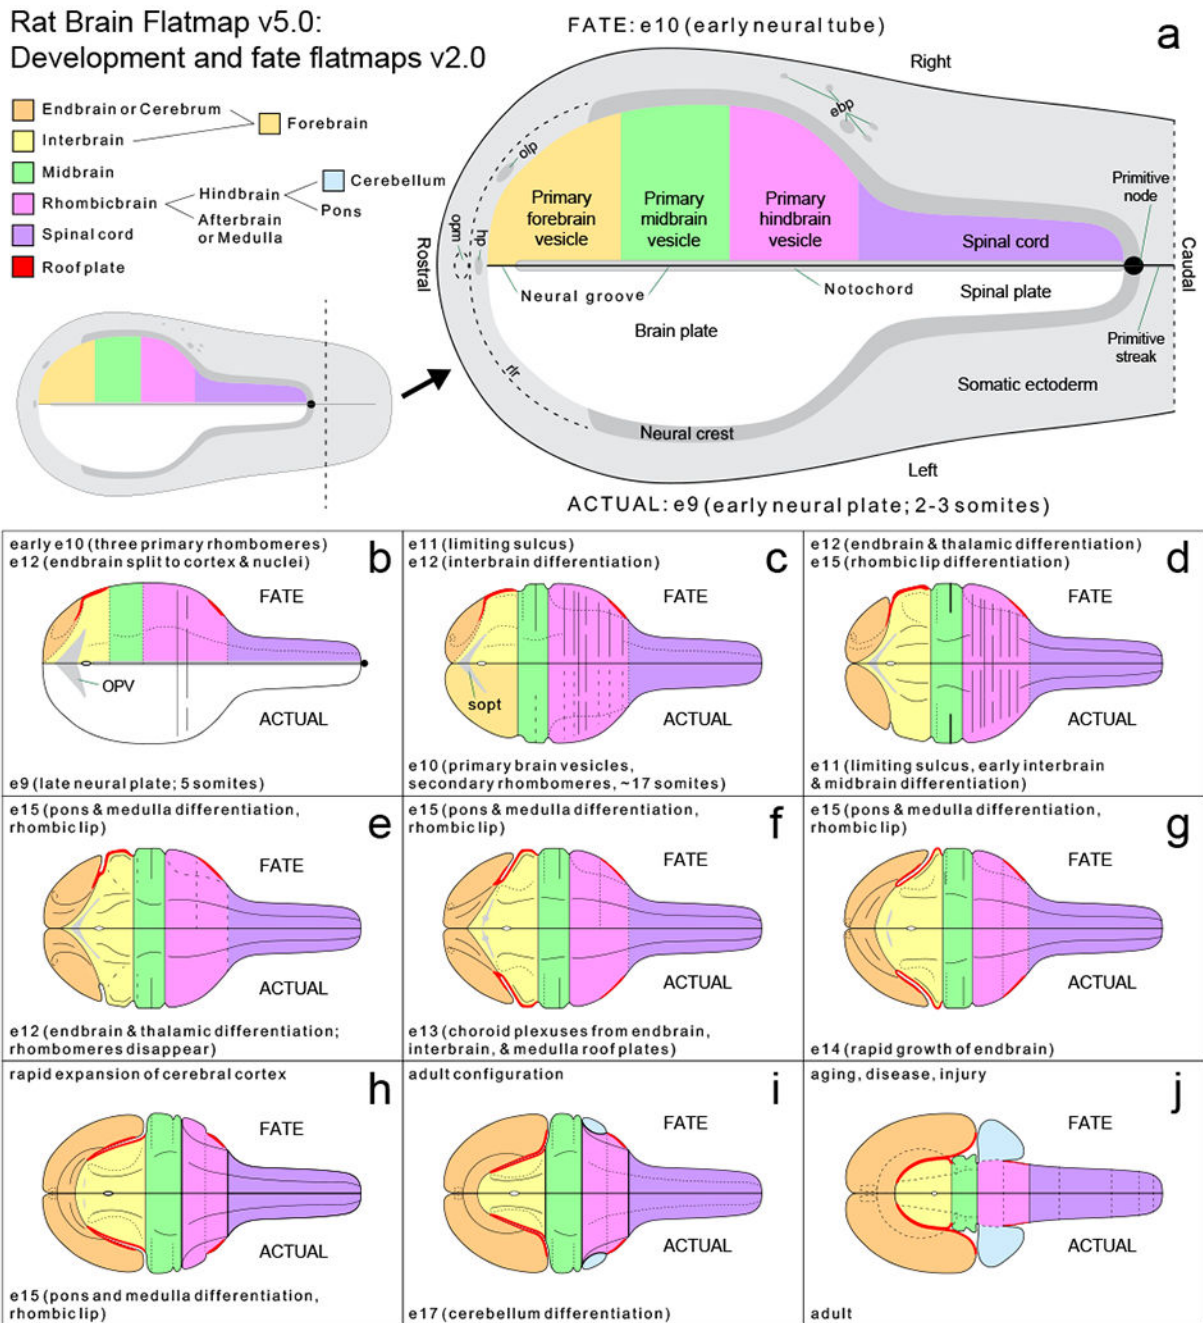 Rat Brain Flatmap v5.0:
Development and fate flatmaps v2.0
Endbrain or Cerebrum
Interbrain
Forebrain
Midbrain
Rhombicbrain
Hindbrain
Cerebellum
Pons
Afterbrain
or Medulla
Spinal cord
Roof plate
FATE: e10 (early neural tube)
a
Right
ebp
olp
opm
hp
Rostral
Primary
forebrain
vesicle
Primary
midbrain
vesicle
Primary
hindbrain
vesicle
Spinal cord
Primitive
node
Caudal
Neural groove
Notochord
Spinal plate
Brain plate
Primitive
streak
rlr
Somatic ectoderm
Neural crest
Left
ACTUAL: e9 (early neural plate; 2-3 somites)
early e10 (three primary rhombomeres)
e12 (endbrain split to cortex & nuclei)
b
FATE
OPV
ACTUAL
e9 (late neural plate; 5 somites)
e11 (limiting sulcus)
e12 (interbrain differentiation)
c
FATE
sopt
ACTUAL
e10 (primary brain vesicles,
secondary rhombomeres, ~17 somites)
e12 (endbrain & thalamic differentiation)
e15 (rhombic lip differentiation)
d
FATE
ACTUAL
e11 (limiting sulcus, early interbrain
& midbrain differentiation)
e15 (pons & medulla differentiation,
rhombic lip)
e
FATE
ACTUAL
e12 (endbrain & thalamic differentiation;
rhombomeres disappear)
e15 (pons & medulla differentiation,
rhombic lip)
f
FATE
ACTUAL
e13 (choroid plexuses from endbrain,
interbrain, & medulla roof plates)
e15 (pons & medulla differentiation,
rhombic lip)
g
FATE
ACTUAL
e14 (rapid growth of endbrain)
rapid expansion of cerebral cortex
h
FATE
ACTUAL
e15 (pons and medulla differentiation,
rhombic lip)
adult configuration
i
FATE
ACTUAL
e17 (cerebellum differentiation)
aging, disease, injury
j
FATE
ACTUAL
adult